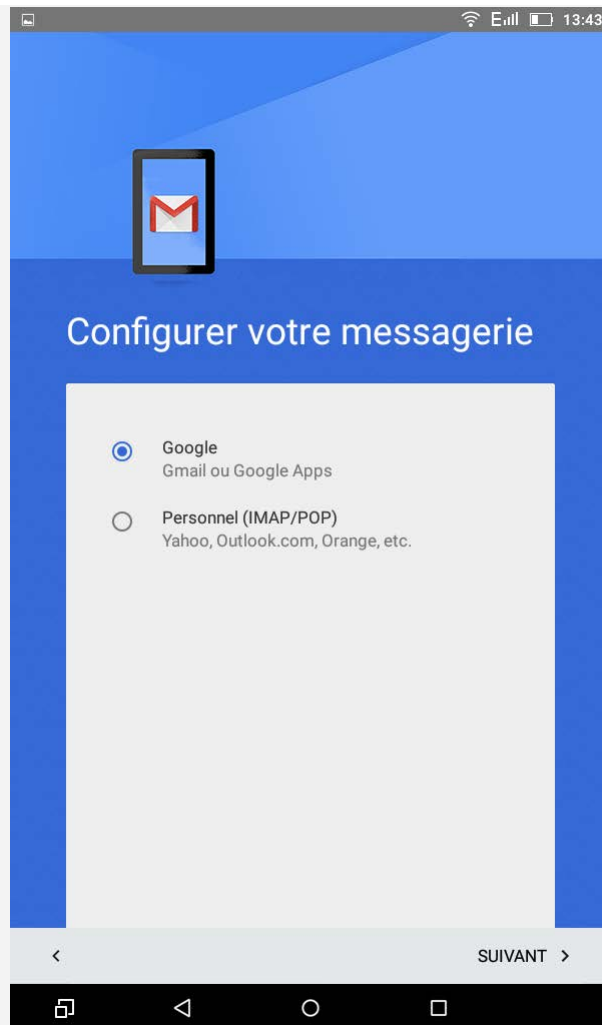 E 13:43
Configurer votre messagerie
Google
Gmail ou Google Apps
Personnel (IMAP/POP)
Yahoo, Outlook.com, Orange, etc.
SUIVANT